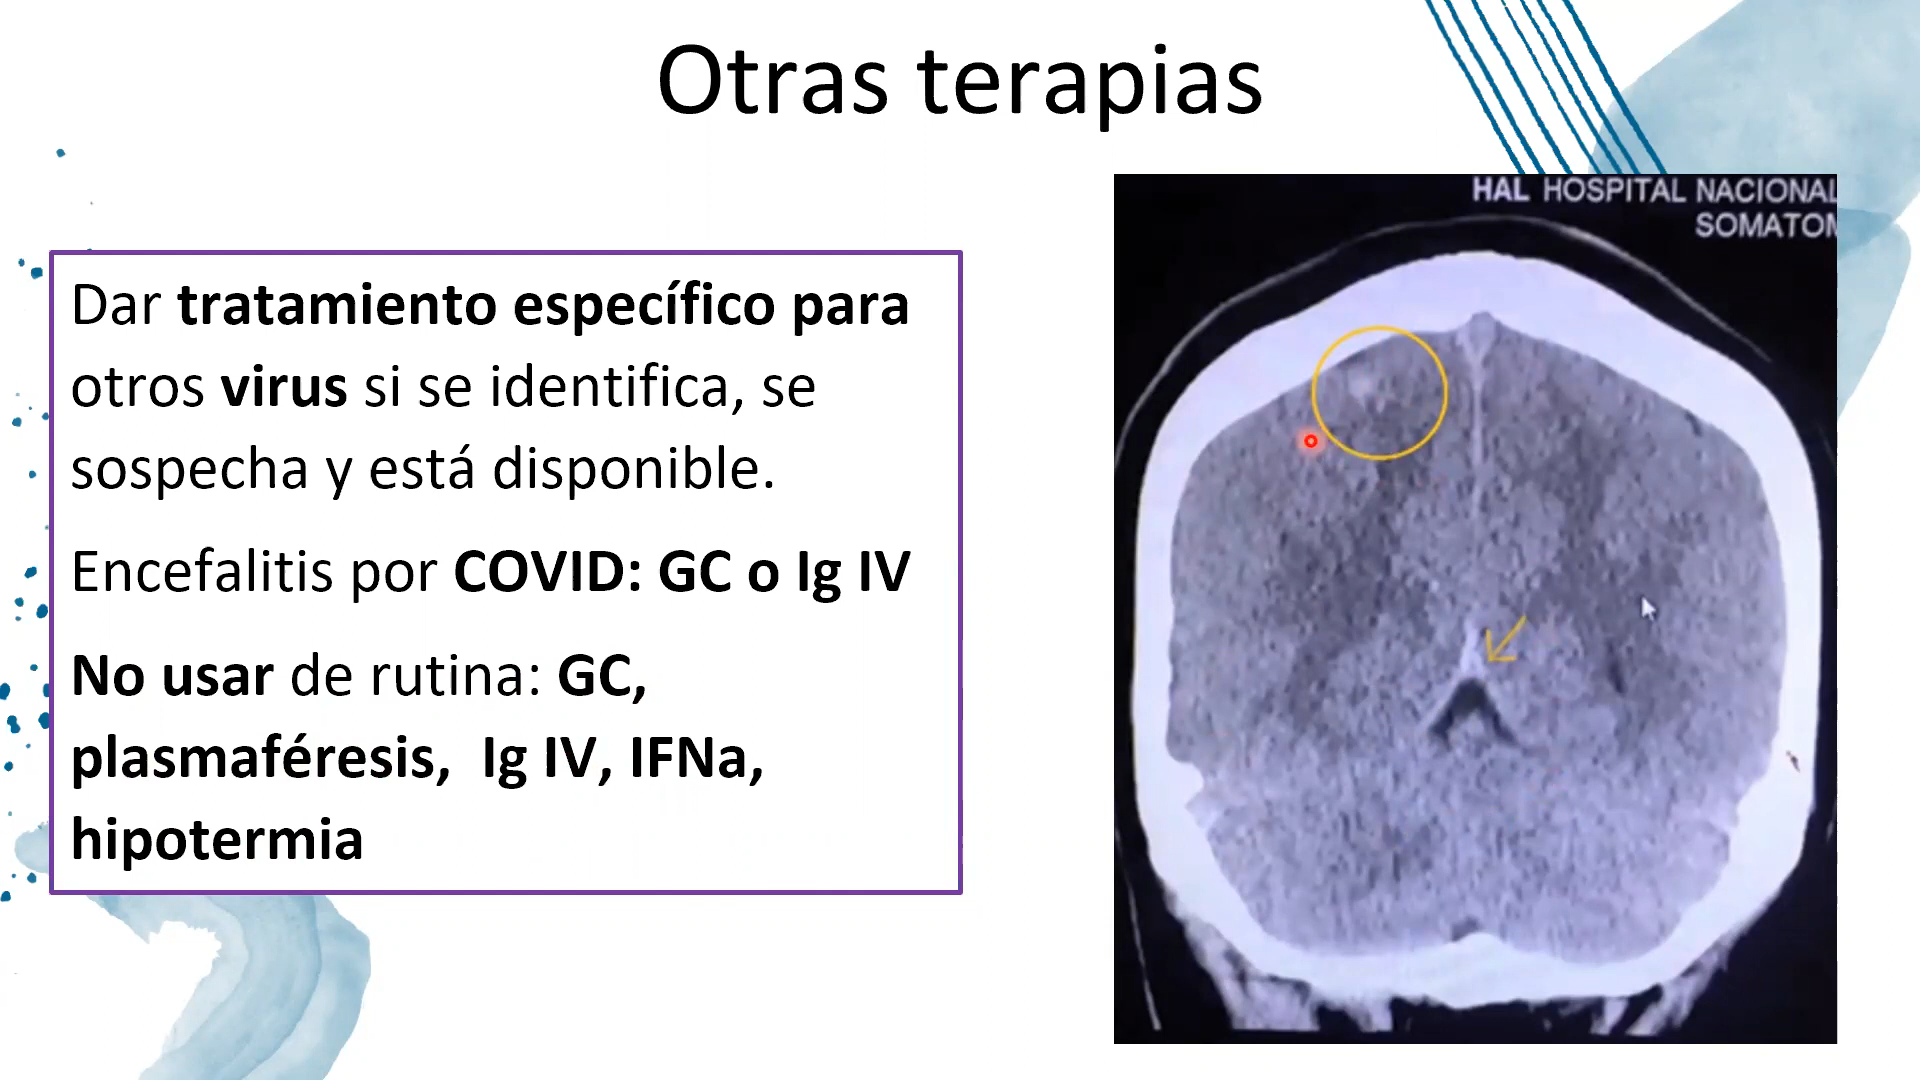 Otras terapias
HAL HOSPITAL NACIONAL
SOMATOM
Dar tratamiento específico para
otros virus si se identifica, se
sospecha y está disponible.
Encefalitis por COVID: GC o Ig IV
No usar de rutina: GC,
plasmaféresis, Ig IV, IFNa,
hipotermia